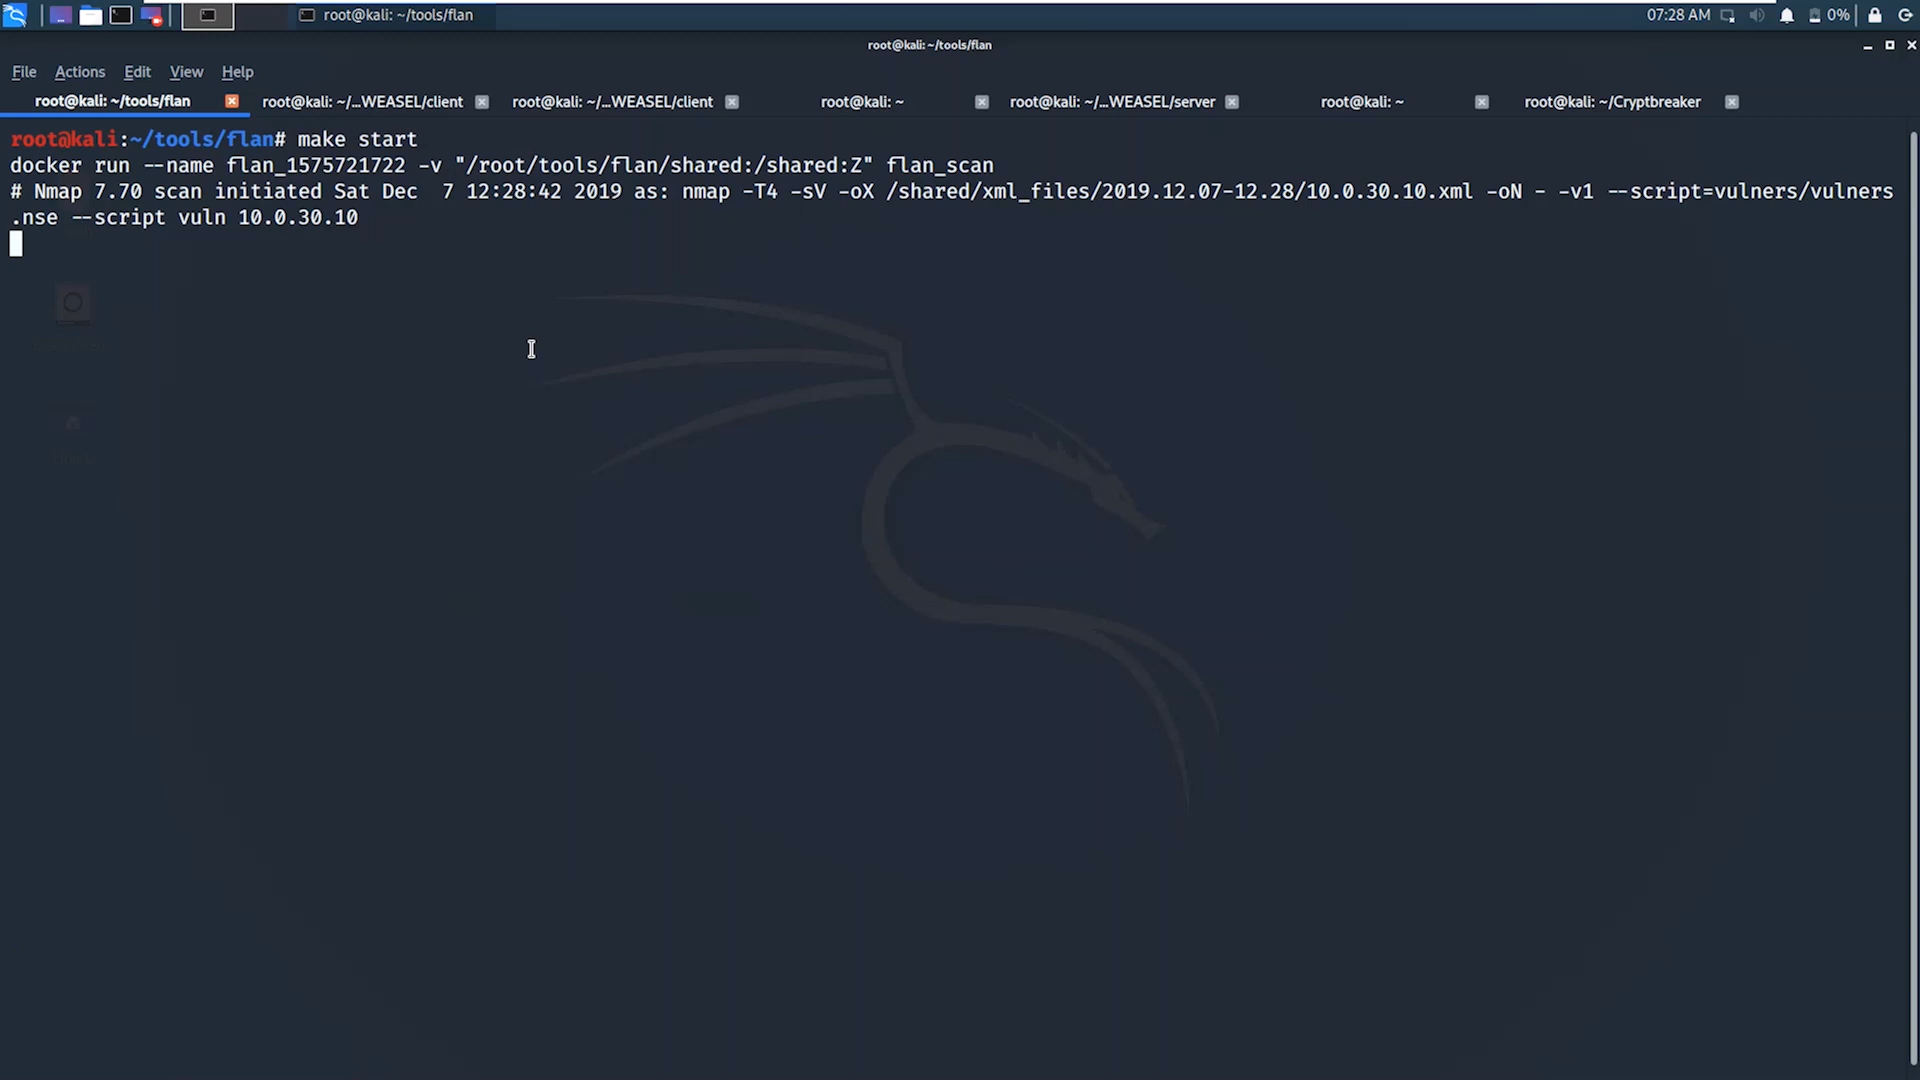 root@kali: ~/tools/flan
07:28 AM
0%
root@kali: ~/tools/flan
File Actions Edit View Help
root@kali: ~/tools/flan
root@kali: ~/...WEASEL/client
root@kali: ~/...WEASEL/client
root@kali: ~
root@kali: ~/...WEASEL/server
root@kali: ~
root@kali: ~/Cryptbreaker
root@kali:~/tools/flan# make start
docker run --name flan_1575721722 -v "/root/tools/flan/shared:/shared:Z" flan_scan
# Nmap 7.70 scan initiated Sat Dec  7 12:28:42 2019 as: nmap -T4 -sV -oX /shared/xml_files/2019.12.07-12.28/10.0.30.10.xml -oN - -v1 --script=vulners/vulners
.nse --script vuln 10.0.30.10